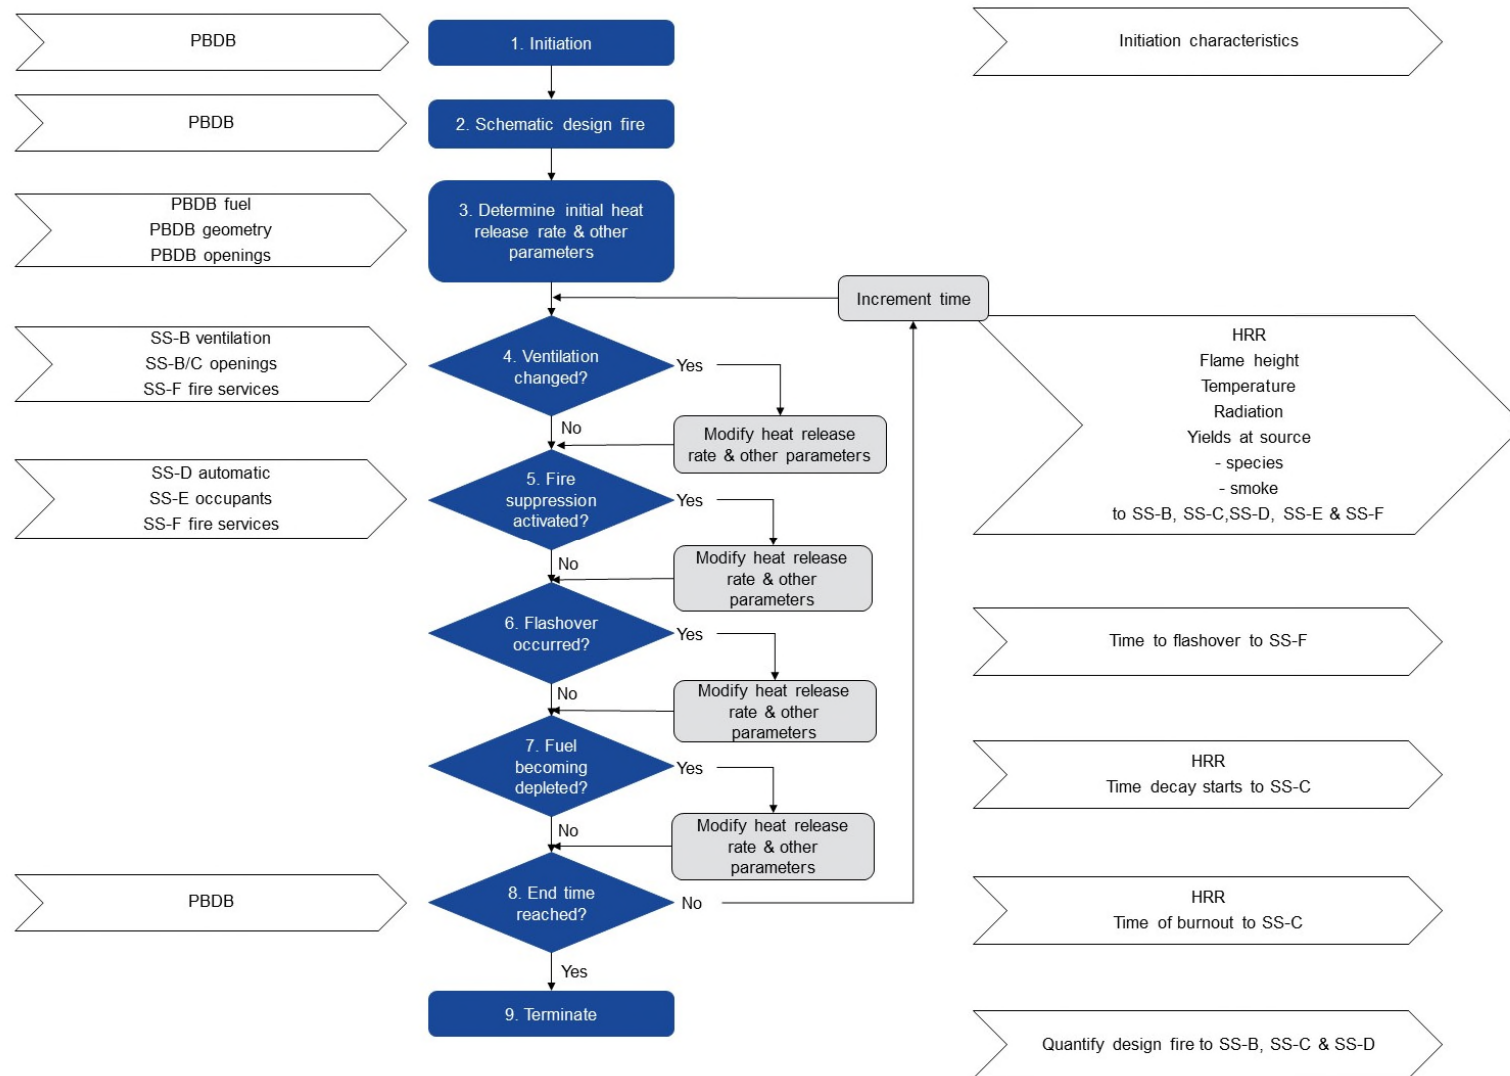 PBDB
1. Initiation
Initiation characteristics
PBDB
2. Schematic design fire
PBDB fuel
PBDB geometry
PBDB openings
3. Determine initial heat
release rate & other
parameters
Increment time
SS-B ventilation
SS-B/C openings
SS-F fire services
4. Ventilation
changed?
Yes
No
Modify heat release
rate & other parameters
HRR
Flame height
Temperature
Radiation
Yields at source
- species
- smoke
to SS-B, SS-C,SS-D, SS-E & SS-F
SS-D automatic
SS-E occupants
SS-F fire services
5. Fire
suppression
activated?
Yes
No
Modify heat release
rate & other
parameters
6. Flashover
occurred?
Yes
No
Modify heat release
rate & other
parameters
Time to flashover to SS-F
7. Fuel
becoming
depleted?
Yes
No
Modify heat release
rate & other
parameters
HRR
Time decay starts to SS-C
PBDB
8. End time
reached?
No
Yes
HRR
Time of burnout to SS-C
9. Terminate
Quantify design fire to SS-B, SS-C & SS-D